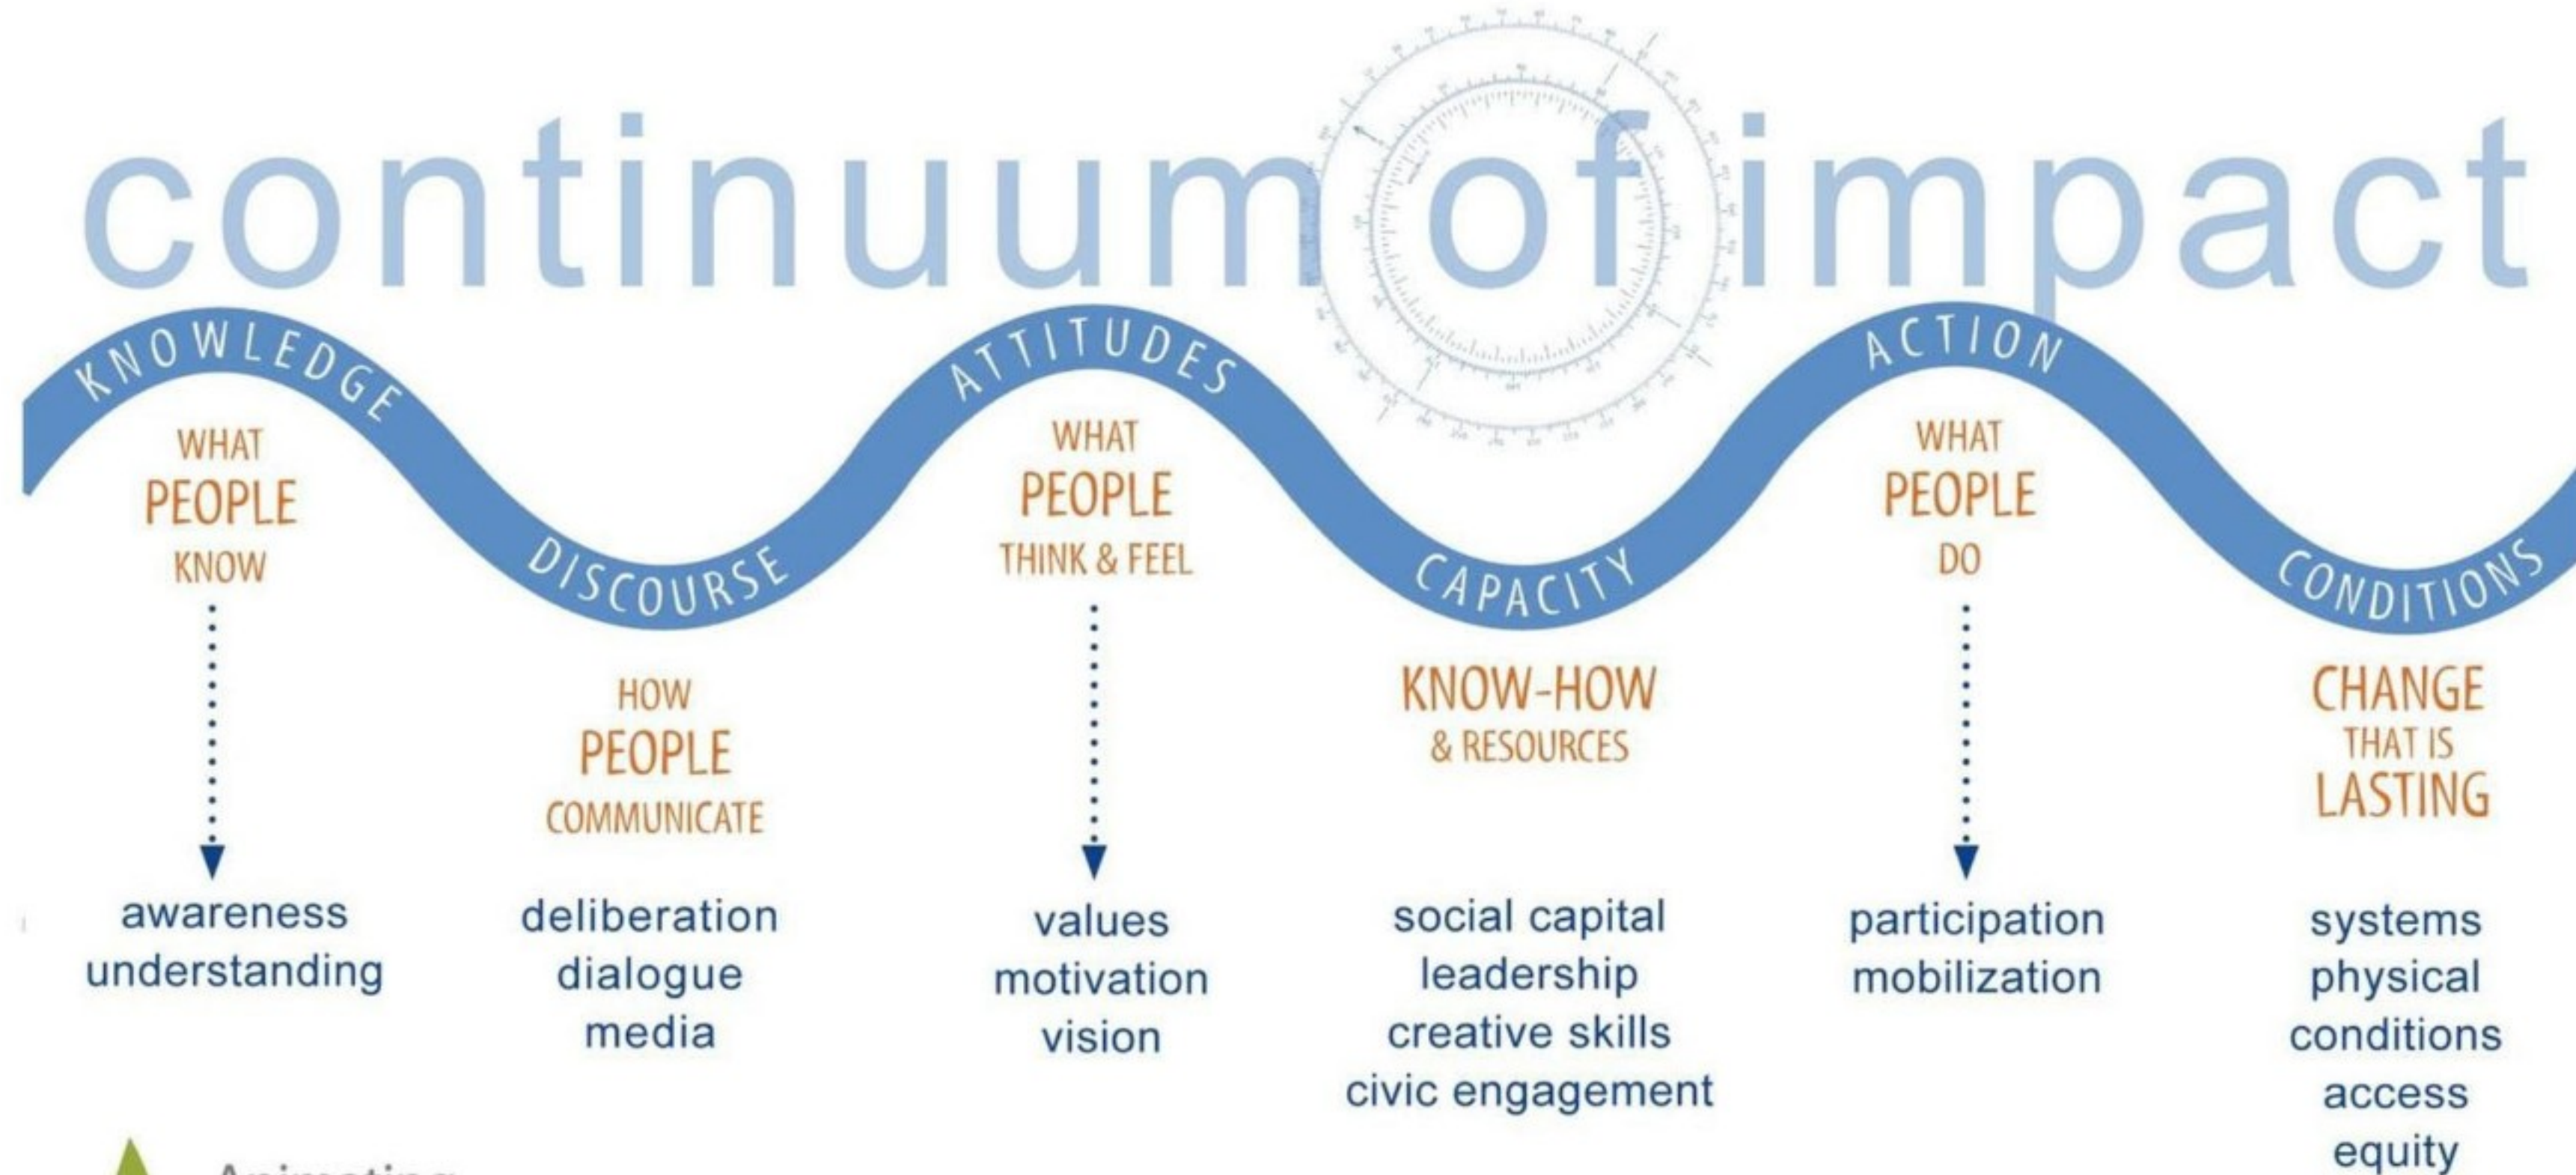 continuum of impact
KNOWLEDGE
WHAT
PEOPLE
KNOW
awareness
understanding
DISCOURSE
HOW
PEOPLE
COMMUNICATE
deliberation
dialogue
media
ATTITUDES
WHAT
PEOPLE
THINK & FEEL
values
motivation
vision
CAPACITY
KNOW-HOW
& RESOURCES
social capital
leadership
creative skills
civic engagement
ACTION
WHAT
PEOPLE
DO
participation
mobilization
CONDITIONS
CHANGE
THAT IS
LASTING
systems
physical
conditions
access
equity
Animating